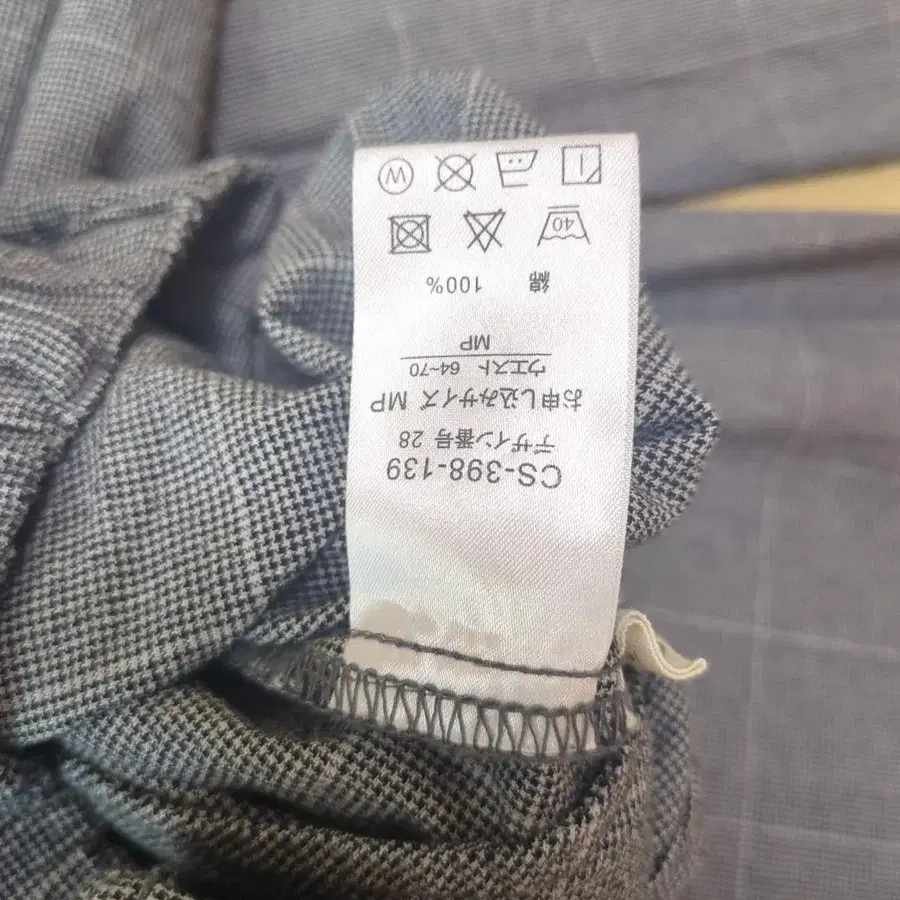 CS-398-139
デザイン番号 28
お申し込みサイズ MP
ウエスト 64~70
MP
綿 100%
40
W